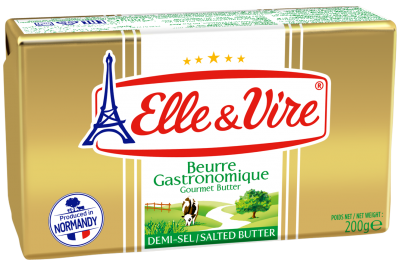 Elle & Vire®
Beurre
Gastronomique
Gourmet Butter
Produced in
NORMANDY
POIDS NET / NET WEIGHT :
200g e
DEMI-SEL / SALTED BUTTER